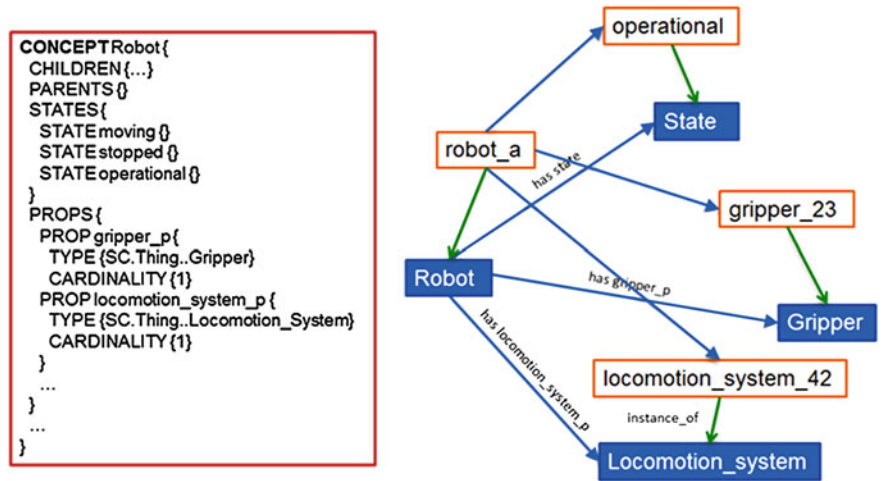 CONCEPT Robot {
CHILDREN {...}
PARENTS {}
STATES {
STATE moving {}
STATE stopped {}
STATE operational {}
}
PROPS {
PROP gripper_p {
TYPE {SC.Thing..Gripper}
CARDINALITY {1}
PROP locomotion_system_p {
TYPE {SC.Thing..Locomotion_System}
CARDINALITY {1}
}
...
}
...
}
operational
State
robot_a
has state
gripper_23
Robot
has gripper_p
Gripper
has locomotion_system_p
locomotion_system_42
instance_of
Locomotion_system